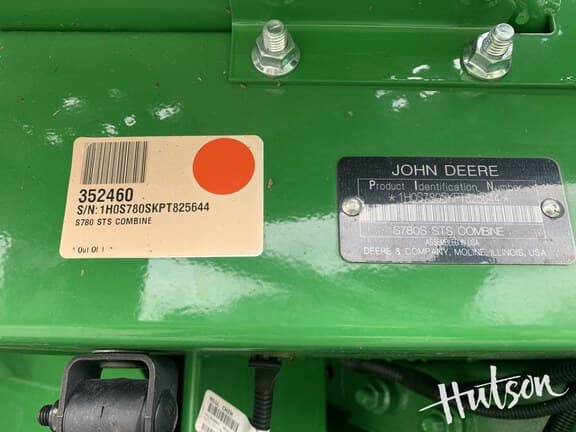 352460
S/N: 1H0S780SKPT825644
S780 STS COMBINE
* Out Of 1 *
JOHN DEERE
Product Identification Number
*1H0S780SKPT825644*
S780S STS COMBINE
ASSEMBLED IN USA
DEERE & COMPANY, MOLINE, ILLINOIS, USA
Hutson